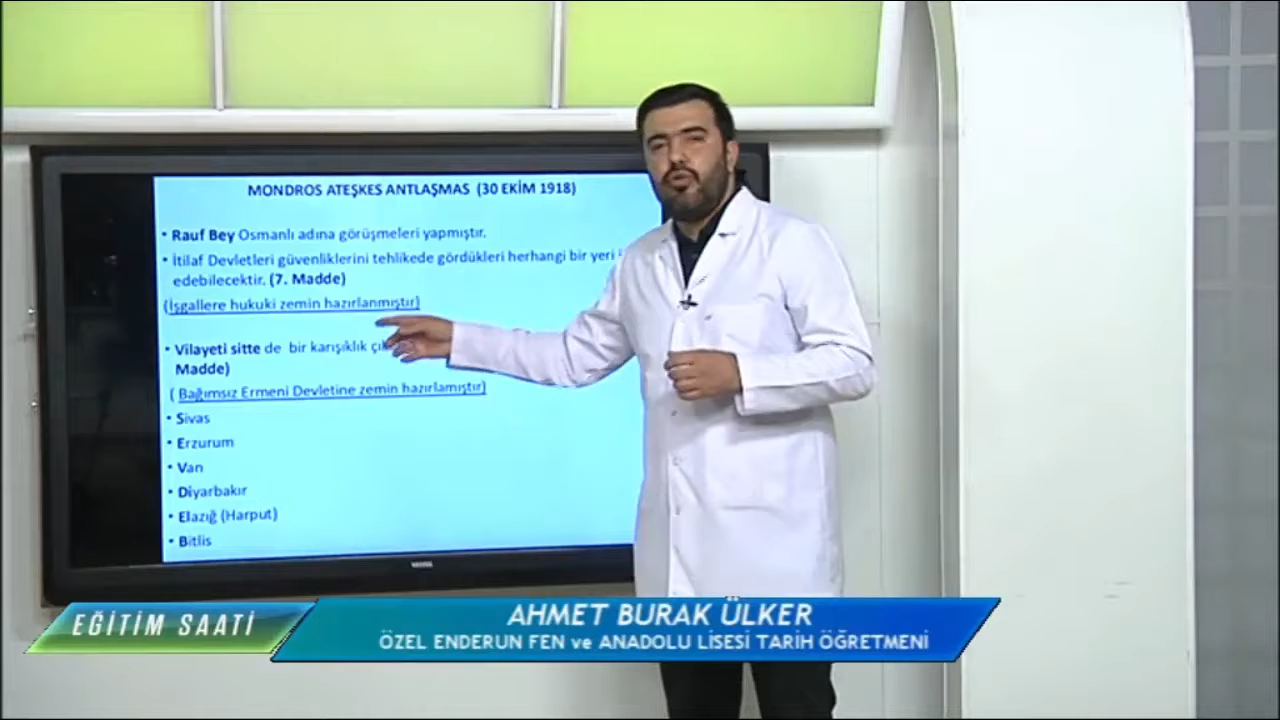 MONDROS ATEŞKES ANTLAŞMAS (30 EKİM 1918)
• Rauf Bey Osmanlı adına görüşmeleri yapmıştır.
• İtilaf Devletleri güvenliklerini tehlikede gördükleri herhangi bir yeri
edebilecektir. (7. Madde)
(İşgallere hukuki zemin hazırlanmıştır)
• Vilayeti sitte de bir karışıklık
Madde)
( Bağımsız Ermeni Devletine zemin hazırlamıştır)
• Sivas
• Erzurum
• Van
• Diyarbakır
• Elazığ (Harput)
• Bitlis
EĞİTİM SAATİ
AHMET BURAK ÜLKER
ÖZEL ENDERUN FEN ve ANADOLU LİSESİ TARİH ÖĞRETMENİ